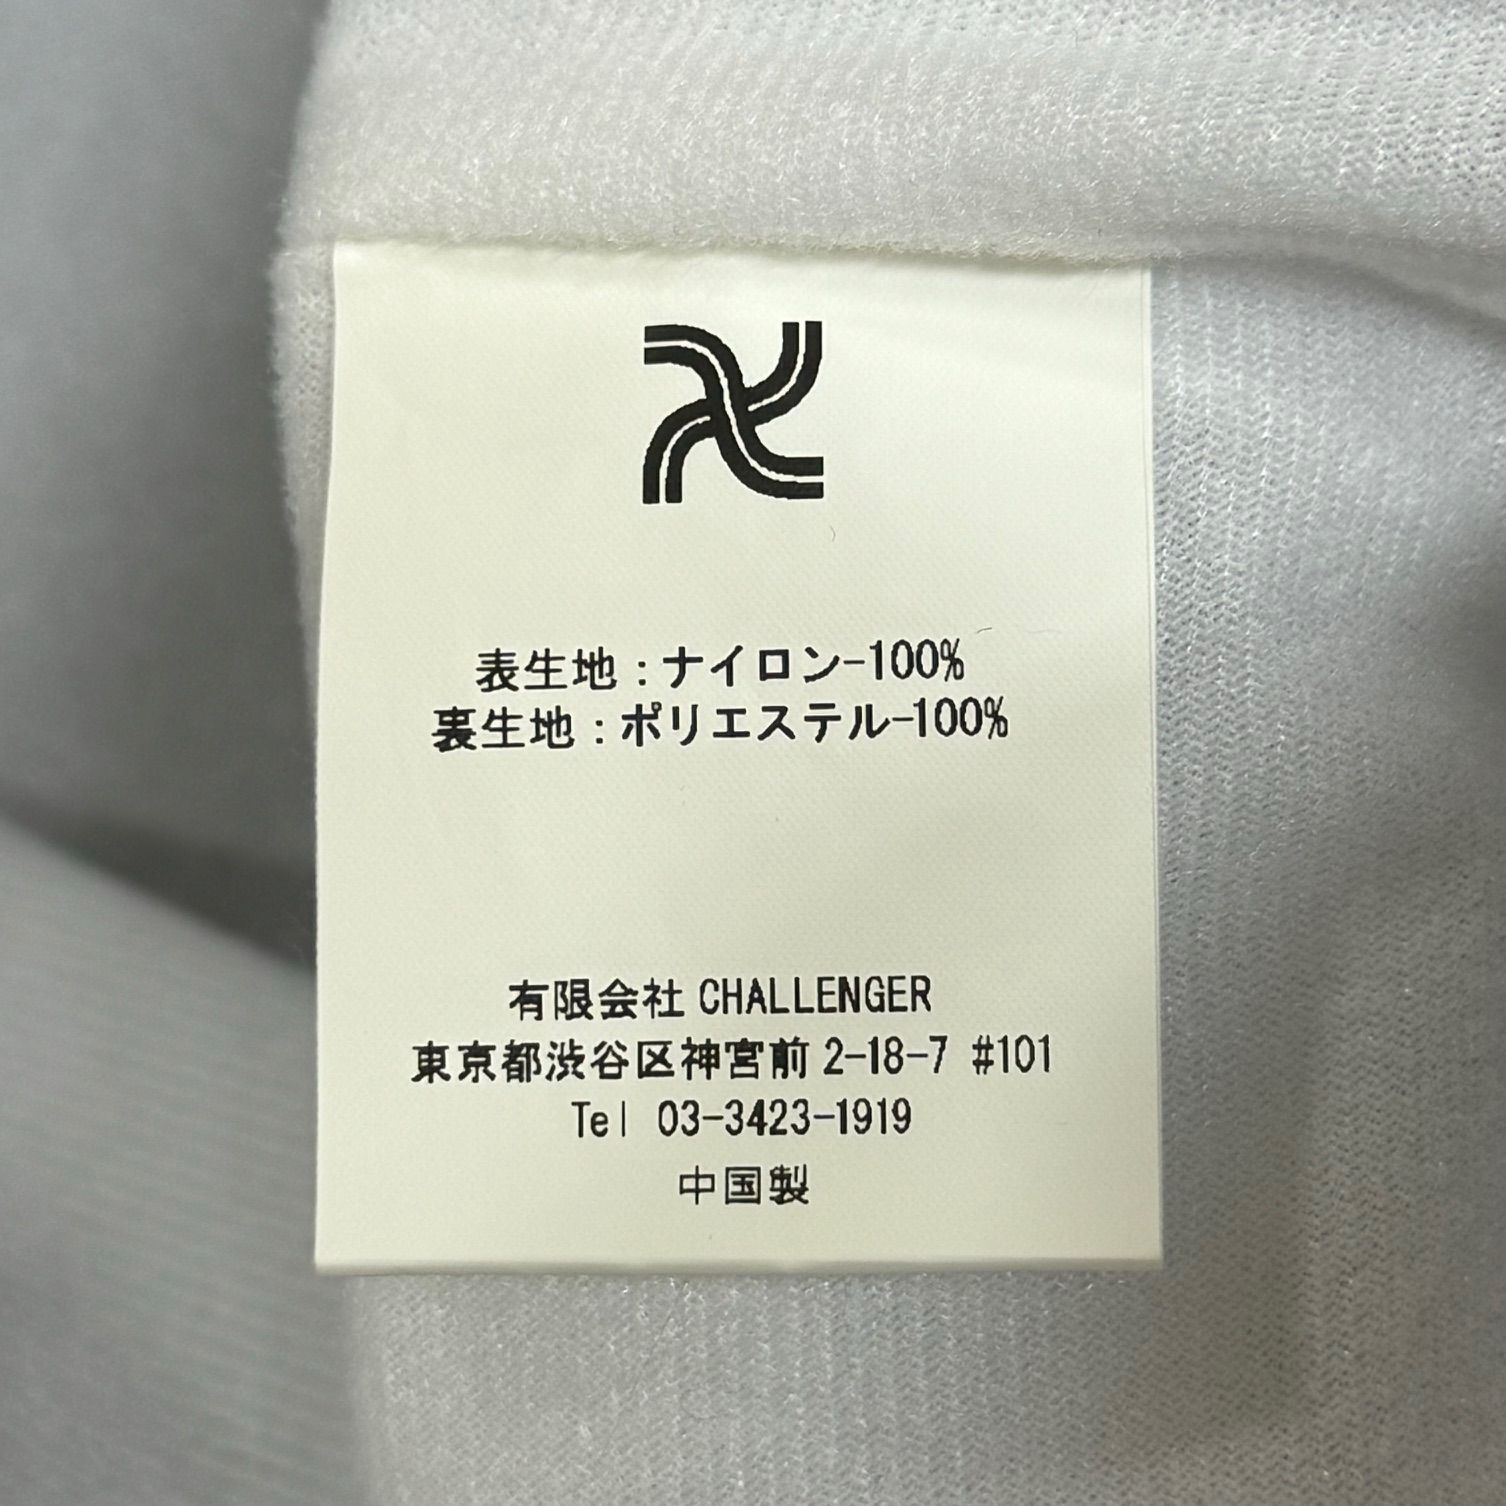 表生地：ナイロン-100%
裏生地：ポリエステル-100%
有限会社 CHALLENGER
東京都渋谷区神宮前 2-18-7 #101
Tel 03-3423-1919
中国製